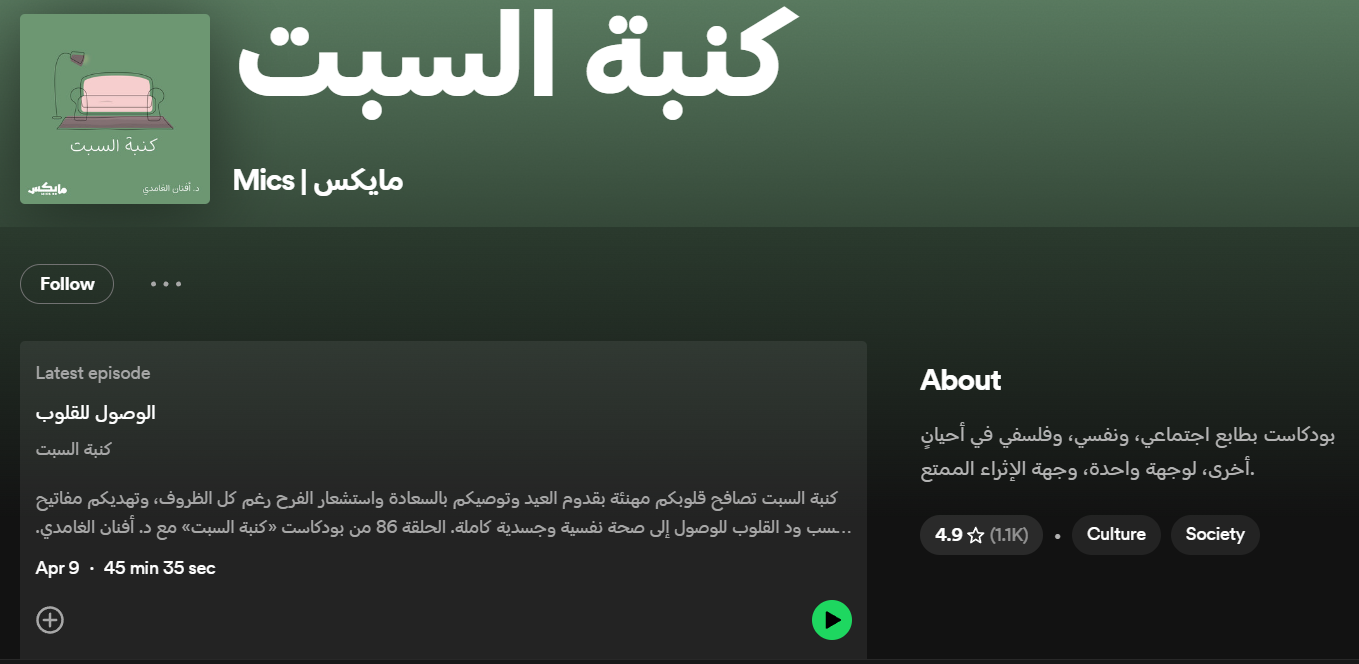 كنبة السبت
كنبة السبت
مايكس
د. أفنان الغامدي
Mics | مايكس
Follow
Latest episode
الوصول للقلوب
كنبة السبت
كنبة السبت تصافح قلوبكم مهنئة بقدوم العيد وتوصيكم بالسعادة واستشعار الفرح رغم كل الظروف، وتهديكم مفاتيح
...سب ود القلوب للوصول إلى صحة نفسية وجسدية كاملة. الحلقة 86 من بودكاست «كنبة السبت» مع د. أفنان الغامدي.
Apr 9 · 45 min 35 sec
About
بودكاست بطابع اجتماعي، ونفسي، وفلسفي في أحيانٍ
أخرى، لوجهة واحدة، وجهة الإثراء الممتع.
4.9 (1.1K) • Culture Society